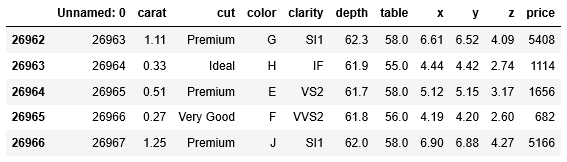 Unnamed: 0 carat cut color clarity depth table x y z price
26962 26963 1.11 Premium G SI1 62.3 58.0 6.61 6.52 4.09 5408
26963 26964 0.33 Ideal H IF 61.9 55.0 4.44 4.42 2.74 1114
26964 26965 0.51 Premium E VS2 61.7 58.0 5.12 5.15 3.17 1656
26965 26966 0.27 Very Good F VVS2 61.8 56.0 4.19 4.20 2.60 682
26966 26967 1.25 Premium J SI1 62.0 58.0 6.90 6.88 4.27 5166